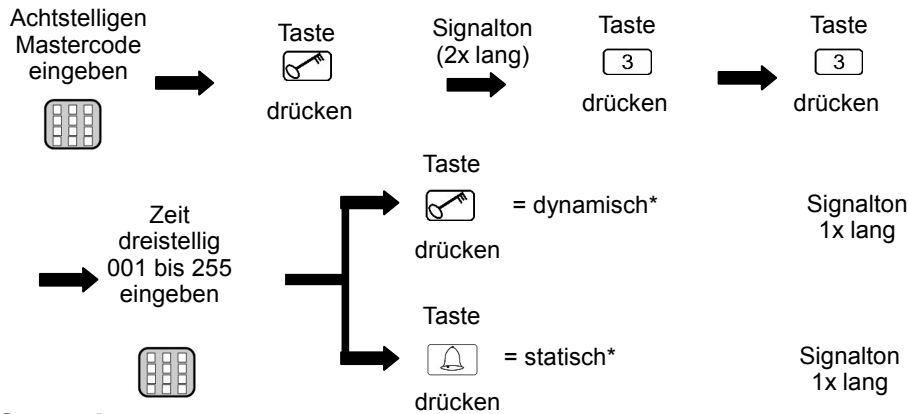 Achtstelligen
Mastercode
eingeben
Taste
drücken
Signalton
(2x lang)
Taste
3
drücken
Taste
3
drücken
Zeit
dreistellig
001 bis 255
eingeben
Taste
= dynamisch*
drücken
Signalton
1x lang
Taste
= statisch*
drücken
Signalton
1x lang